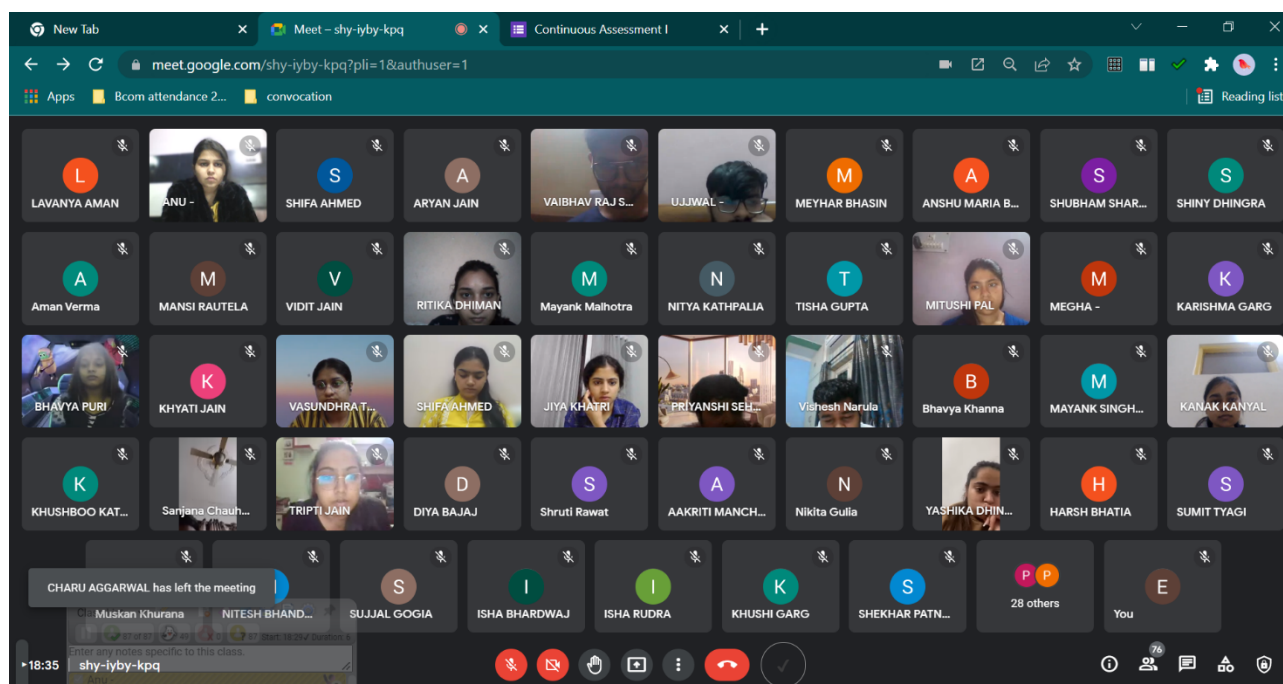 New Tab
Meet – shy-iyby-kpq
Continuous Assessment I
meet.google.com/shy-iyby-kpq?pli=1&authuser=1
Apps
Bcom attendance 2...
convocation
Reading list
L
S
A
M
A
S
S
LAVANYA AMAN
ANU -
SHIFA AHMED
ARYAN JAIN
VAIBHAV RAJ S...
UJJWAL -
MEYHAR BHASIN
ANSHU MARIA B...
SHUBHAM SHAR...
SHINY DHINGRA
A
M
V
M
N
T
M
K
Aman Verma
MANSI RAUTELA
VIDIT JAIN
RITIKA DHIMAN
Mayank Malhotra
NITYA KATHPALIA
TISHA GUPTA
MITUSHI PAL
MEGHA -
KARISHMA GARG
K
B
M
BHAVYA PURI
KHYATI JAIN
VASUNDHRA T...
SHIFA AHMED
JIYA KHATRI
PRIYANSHI SEH...
Vishesh Narula
Bhavya Khanna
MAYANK SINGH...
KANAK KANYAL
K
D
S
A
N
H
S
KHUSHBOO KAT...
Sanjana Chauh...
TRIPTI JAIN
DIYA BAJAJ
Shruti Rawat
AAKRITI MANCH...
Nikita Gulia
YASHIKA DHIN...
HARSH BHATIA
SUMIT TYAGI
CHARU AGGARWAL has left the meeting
S
I
I
K
S
P
P
E
Muskan Khurana
NITESH BHAND...
SUJJAL GOGIA
ISHA BHARDWAJ
ISHA RUDRA
KHUSHI GARG
SHEKHAR PATN...
28 others
You
Enter any notes specific to this class.
Anu -
18:35
shy-iyby-kpq
76